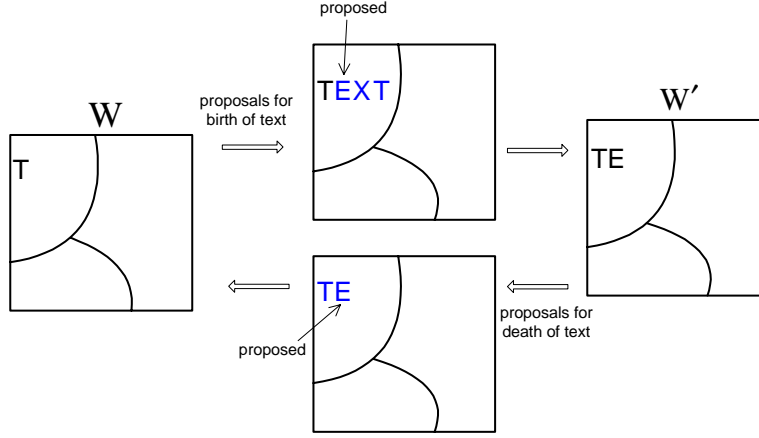 proposed
TEXT
W
proposals for
birth of text
T
W′
TE
TE
proposed
proposals for
death of text